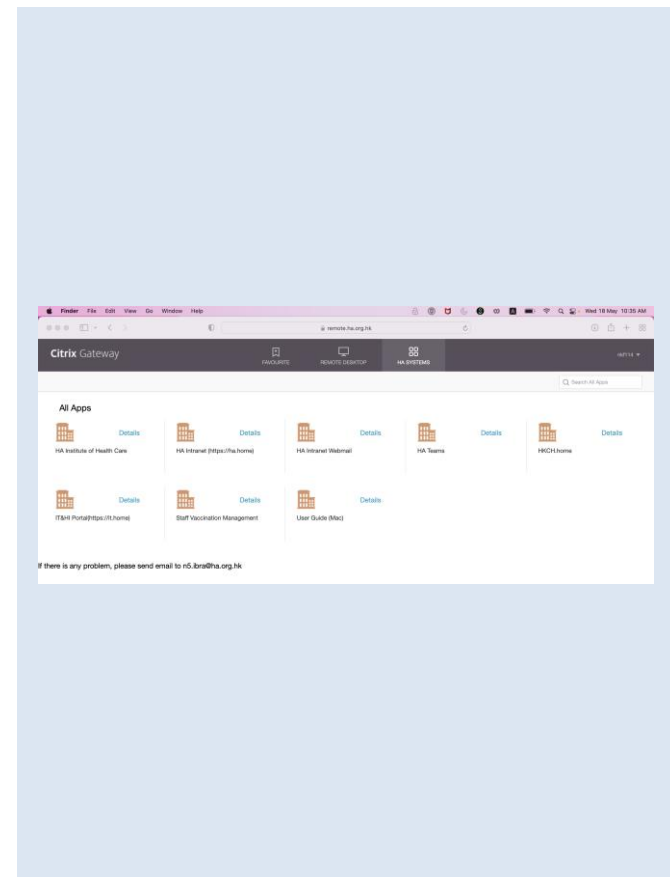 Finder File Edit View Go Window Help Wed 18 May 10:35 AM
remote.ha.org.hk
Citrix Gateway
FAVOURITE REMOTE DESKTOP HA SYSTEMS
Search All Apps
All Apps
Details Details Details Details Details
HA Institute of Health Care HA Intranet (https://ha.home) HA Intranet Webmail HA Teams HKCH.home
Details Details Details
IT&HI Portal(https://it.home) Staff Vaccination Management User Guide (Mac)
If there is any problem, please send email to n5.ibra@ha.org.hk